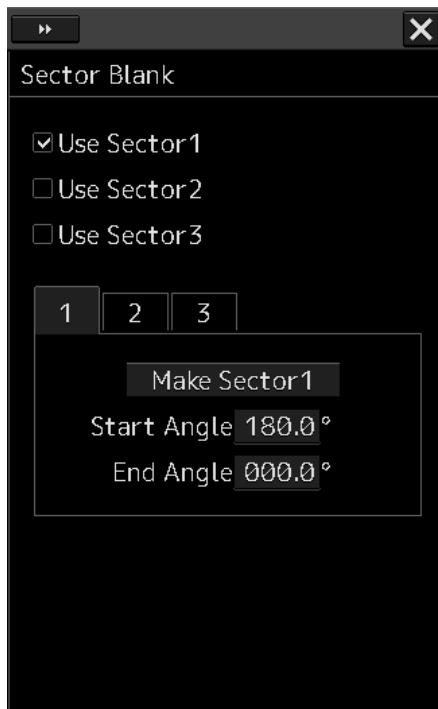 Sector Blank
Use Sector1
Use Sector2
Use Sector3
1 2 3
Make Sector1
Start Angle 180.0°
End Angle 000.0°